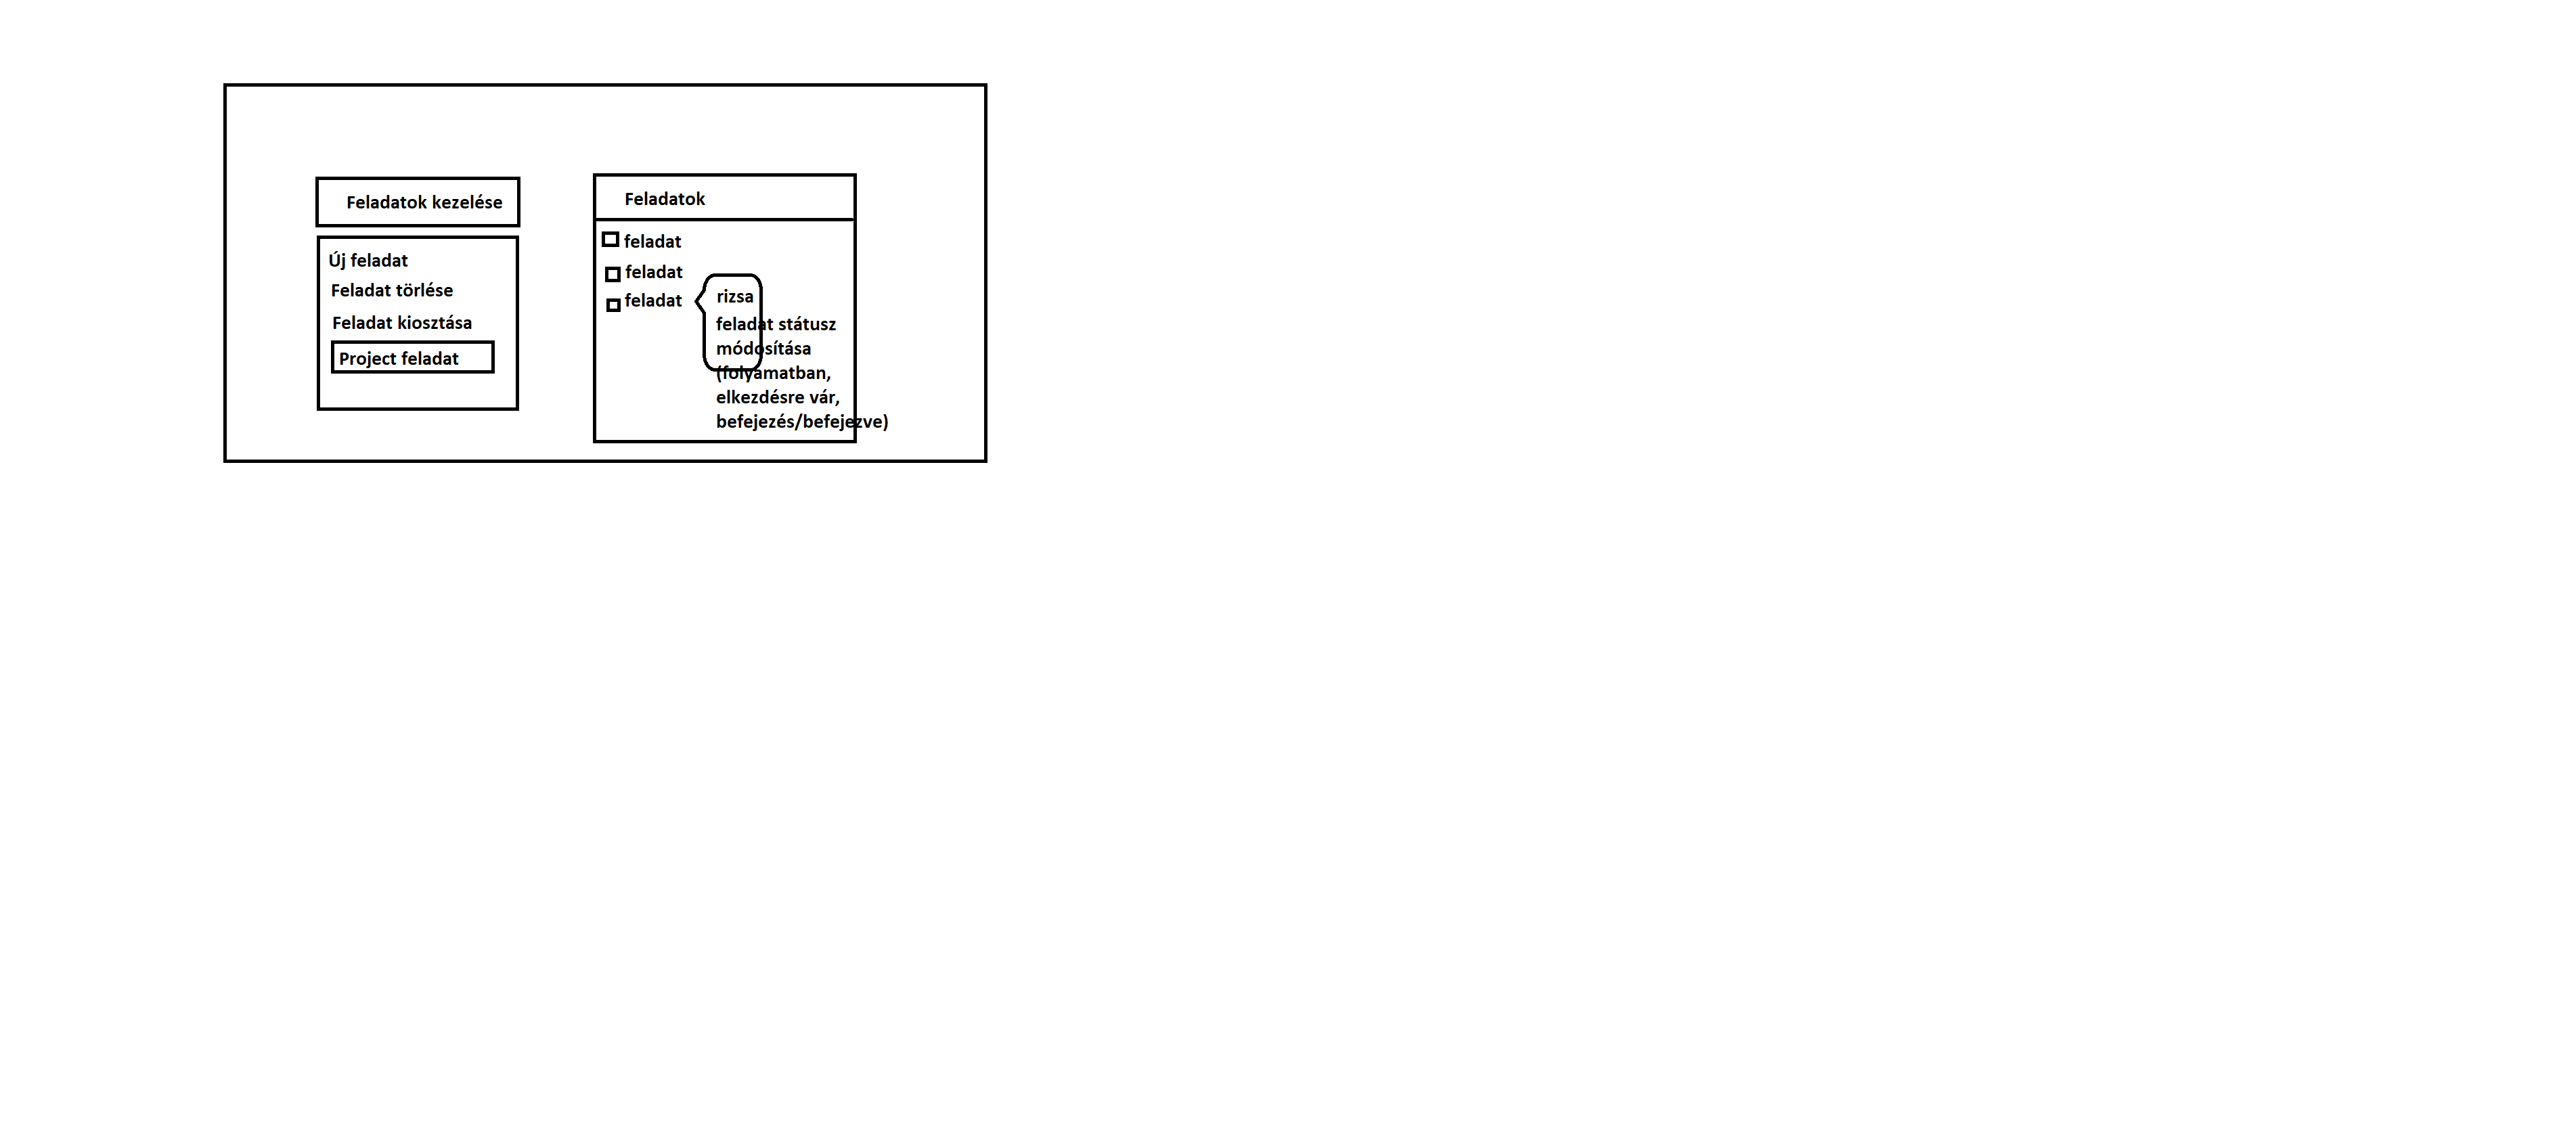 Feladatok kezelése
Új feladat
Feladat törlése
Feladat kiosztása
Project feladat
Feladatok
feladat
feladat
feladat
rizsa
feladat státusz
módosítása
(folyamatban,
elkezdésre vár,
befejezés/befejezve)